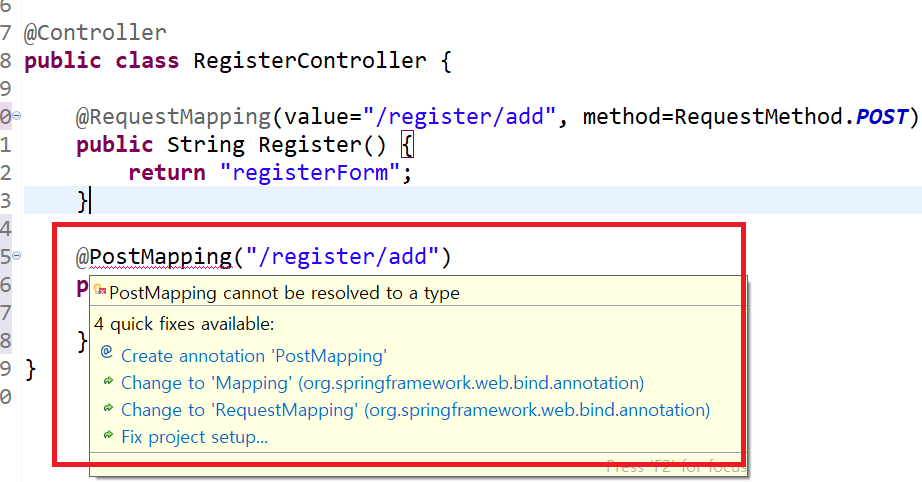 6
7 @Controller
8 public class RegisterController {
9
0 @RequestMapping(value="/register/add", method=RequestMethod.POST)
1 public String Register() {
2 return "registerForm";
3 }
4
5 @PostMapping("/register/add")
6 p
PostMapping cannot be resolved to a type
7
4 quick fixes available:
8 }
Create annotation 'PostMapping'
9 }
Change to 'Mapping' (org.springframework.web.bind.annotation)
0
Change to 'RequestMapping' (org.springframework.web.bind.annotation)
Fix project setup...
Press 'F2' for focus